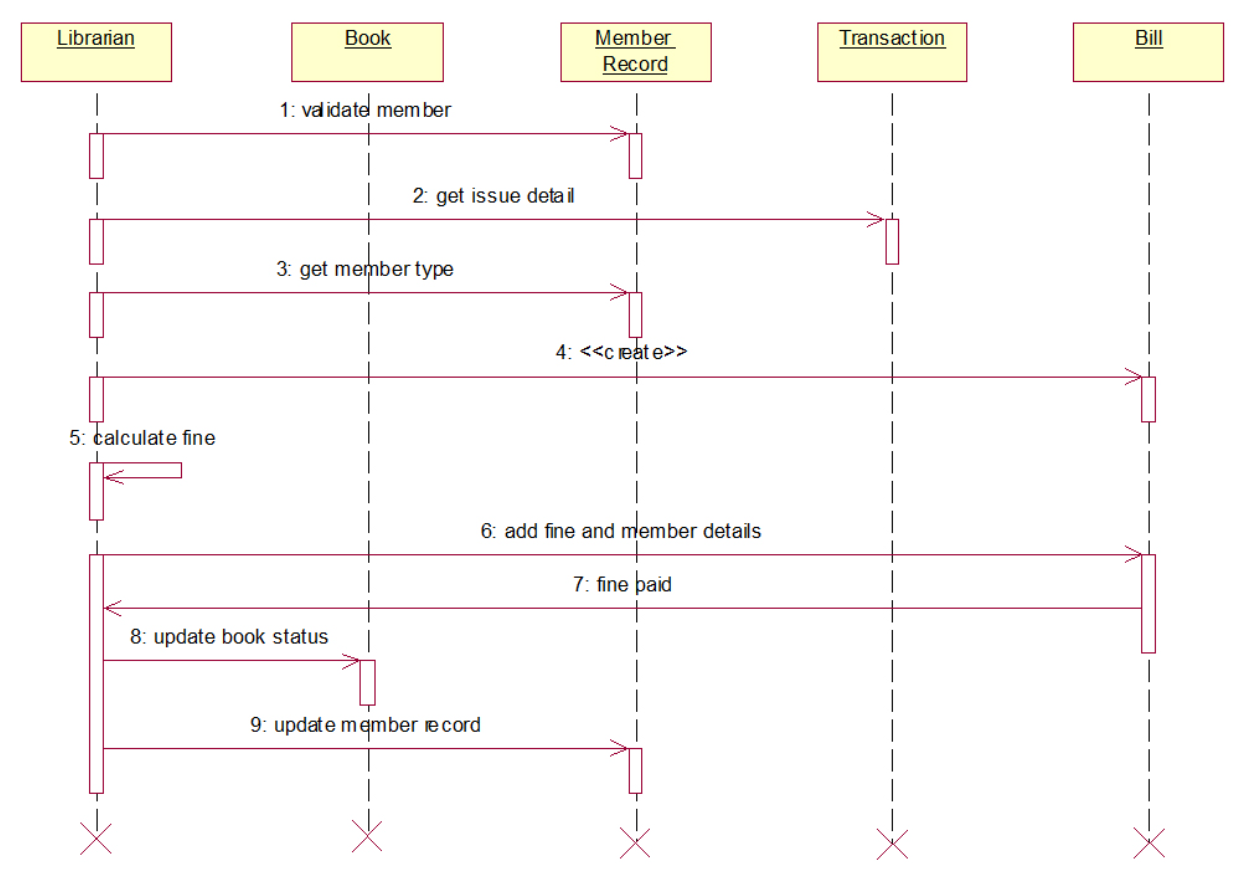 Librarian
Book
Member
Record
Transaction
Bill
1: validate member
2: get issue detail
3: get member type
4: <<create>>
5: calculate fine
6: add fine and member details
7: fine paid
8: update book status
9: update member record